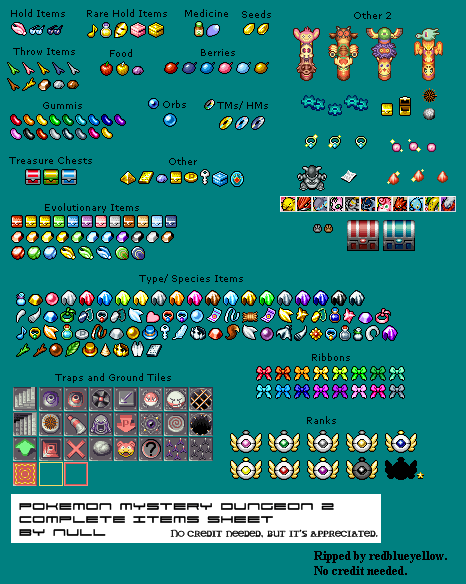 Hold Items
Rare Hold Items
Medicine
Seeds
Other 2
Throw Items
Food
Berries
Gummis
Orbs
TMs/ HMs
Treasure Chests
Other
Evolutionary Items
Type/ Species Items
Ribbons
Traps and Ground Tiles
Ranks
POKEMON MYSTERY DUNGEON 2
COMPLETE ITEMS SHEET
BY NULL
No credit needed, but it's appreciated.
Ripped by redblueyellow.
No credit needed.